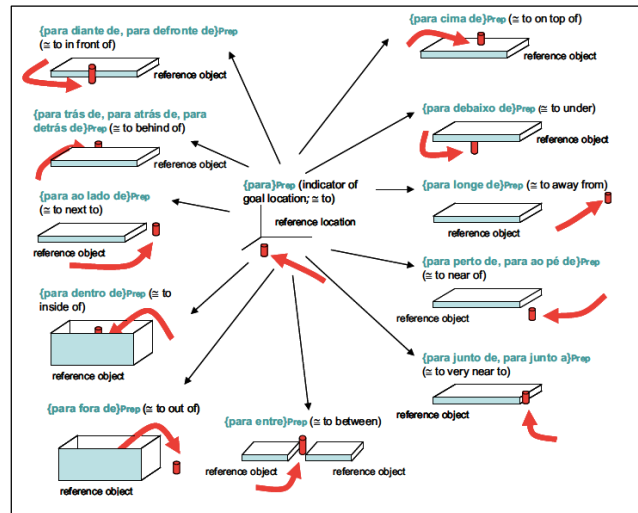 {para diante de, para defronte de}Prep
(≅ to in front of)
reference object
{para cima de}Prep (≅ to on top of)
reference object
{para trás de, para atrás de, para
detrás de}Prep (≅ to behind of)
reference object
{para debaixo de}Prep (≅ to under)
reference object
{para}Prep (indicator of
goal location; ≅ to)
reference location
{para ao lado de}Prep
(≅ to next to)
reference object
{para longe de}Prep (≅ to away from)
reference object
{para perto de, para ao pé de}Prep
(≅ to near of)
reference object
{para dentro de}Prep (≅ to
inside of)
reference object
{para junto de, para junto a}Prep
(≅ to very near to)
reference object
{para fora de}Prep (≅ to out of)
reference object
{para entre}Prep (≅ to between)
reference object
reference object